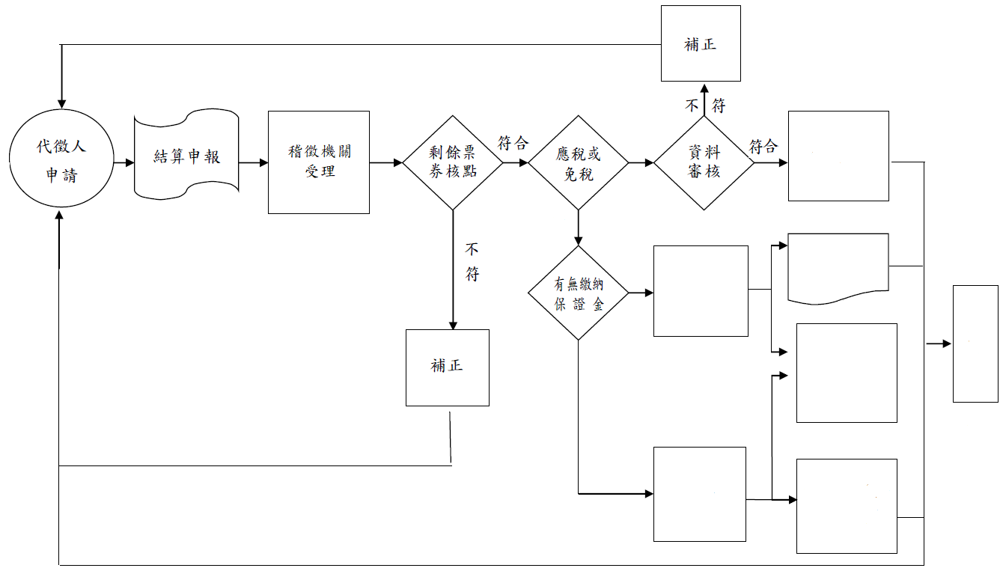 補正
不 符
代徵人
申請
結算申報
稽徵機關
受理
剩餘票
券核點
符合
應稅或
免稅
資料
審核
符合
不
符
有無繳納
保 證 金
補正